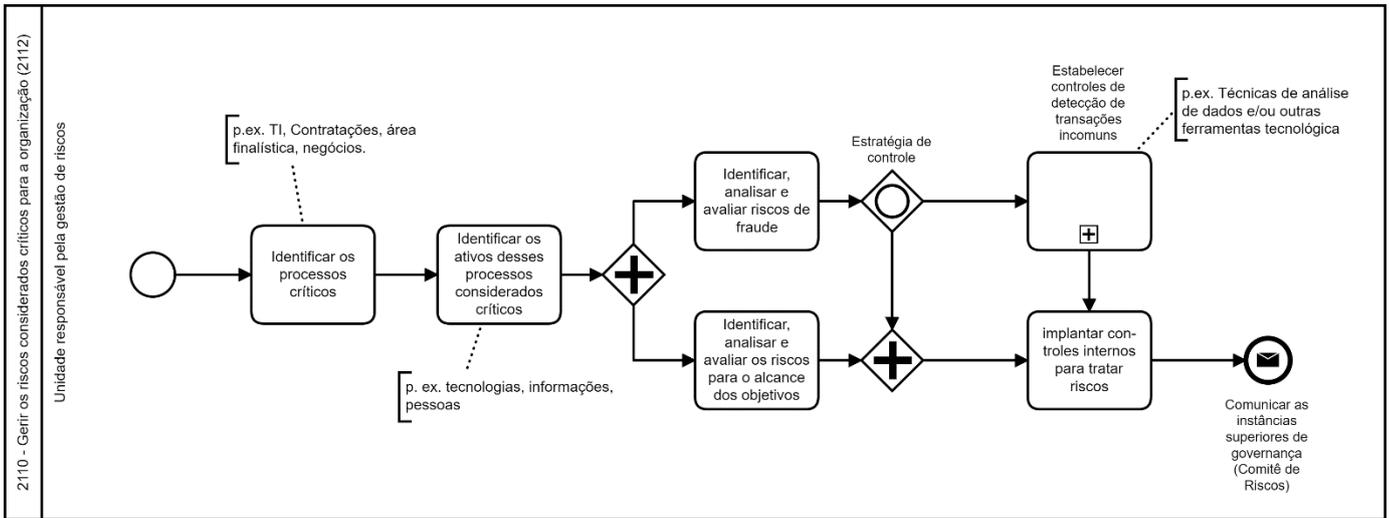 2110 - Gerir os riscos considerados críticos para a organização (2112)
Unidade responsável pela gestão de riscos
p.ex. TI, Contratações, área
finalística, negócios.
Identificar os
processos
críticos
Identificar os
ativos desses
processos
considerados
críticos
p. ex. tecnologias, informações,
pessoas
Identificar,
analisar e
avaliar riscos de
fraude
Identificar,
analisar e
avaliar os riscos
para o alcance
dos objetivos
Estratégia de
controle
Estabelecer
controles de
detecção de
transações
incomuns
p.ex. Técnicas de análise
de dados e/ou outras
ferramentas tecnológica
implantar con-
troles internos
para tratar
riscos
Comunicar as
instâncias
superiores de
governança
(Comitê de
Riscos)